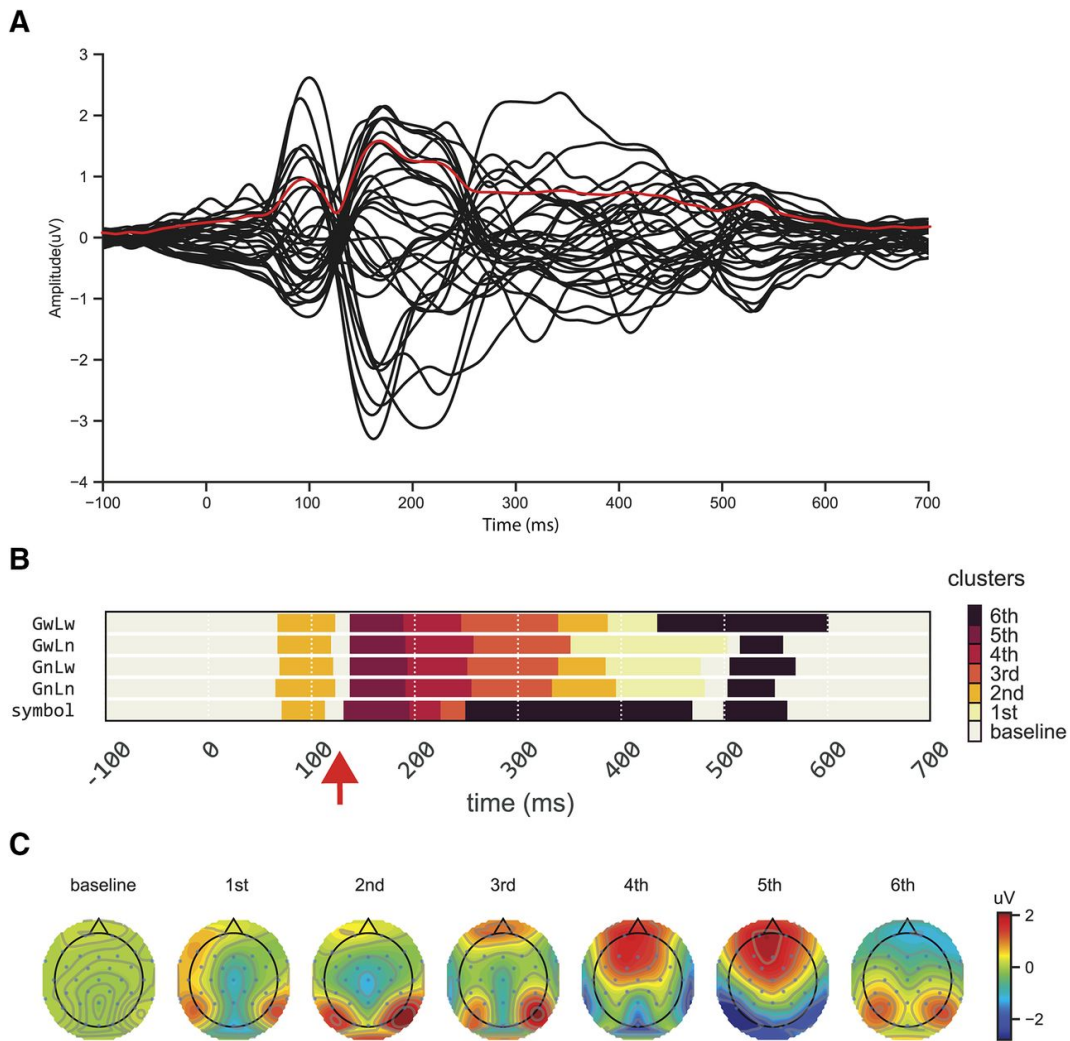 A
3
2
1
0
−1
−2
−3
−4
Amplitude(uV)
−100 0 100 200 300 400 500 600 700
Time (ms)
B
clusters
GwLw
GwLn
GnLw
GnLn
symbol
6th
5th
4th
3rd
2nd
1st
baseline
-100 0 100 200 300 400 500 600 700
time (ms)
C
baseline 1st 2nd 3rd 4th 5th 6th
uV
2
0
−2